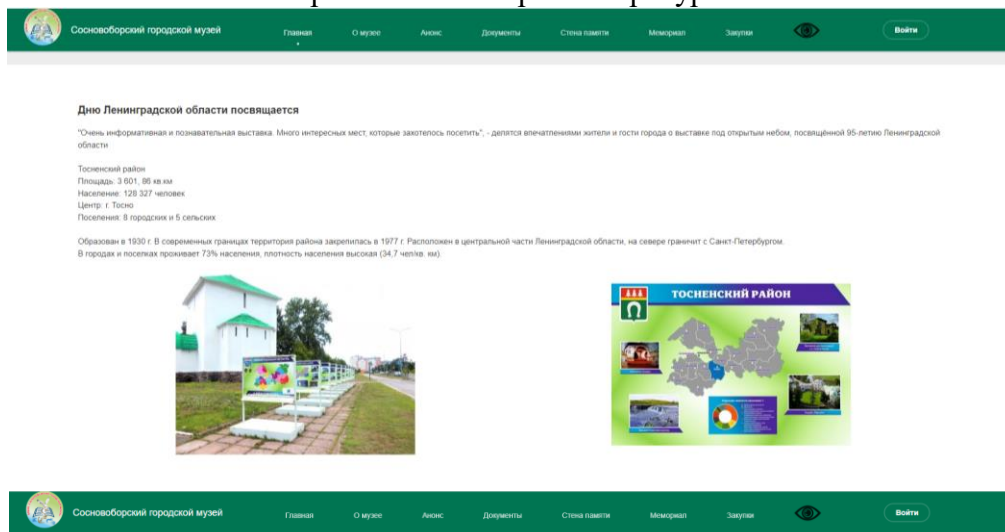 Сосновоборский городской музей
Главная
О музее
Анонс
Документы
Стена памяти
Мемориал
Закупки
Войти
Дню Ленинградской области посвящается
"Очень информативная и познавательная выставка. Много интересных мест, которые захотелось посетить", - делятся впечатлениями жители и гости города о выставке под открытым небом, посвящённой 95-летию Ленинградской
области
Тосненский район
Площадь: 3 601, 86 кв.км
Население: 128 327 человек
Центр: г. Тосно
Поселения: 8 городских и 5 сельских
Образован в 1930 г. В современных границах территория района закрепилась в 1977 г. Расположен в центральной части Ленинградской области, на севере граничит с Санкт-Петербургом.
В городах и поселках проживает 73% населения, плотность населения высокая (34,7 чел/кв. км).
ТОСНЕНСКИЙ РАЙОН
Сосновоборский городской музей
Главная
О музее
Анонс
Документы
Стена памяти
Мемориал
Закупки
Войти